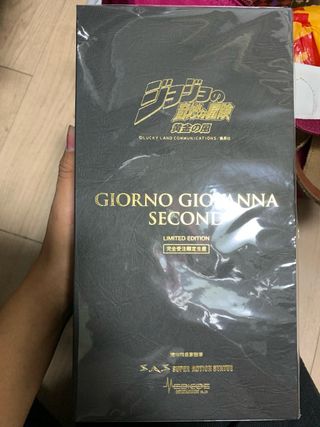 ジョジョの
奇妙な冒険
黄金の風
©LUCKY LAND COMMUNICATIONS/集英社
GIORNO GIOVANNA
SECOND
LIMITED EDITION
完全受注限定生産
S.A.S SUPER ACTION STATUE
MEDICOS